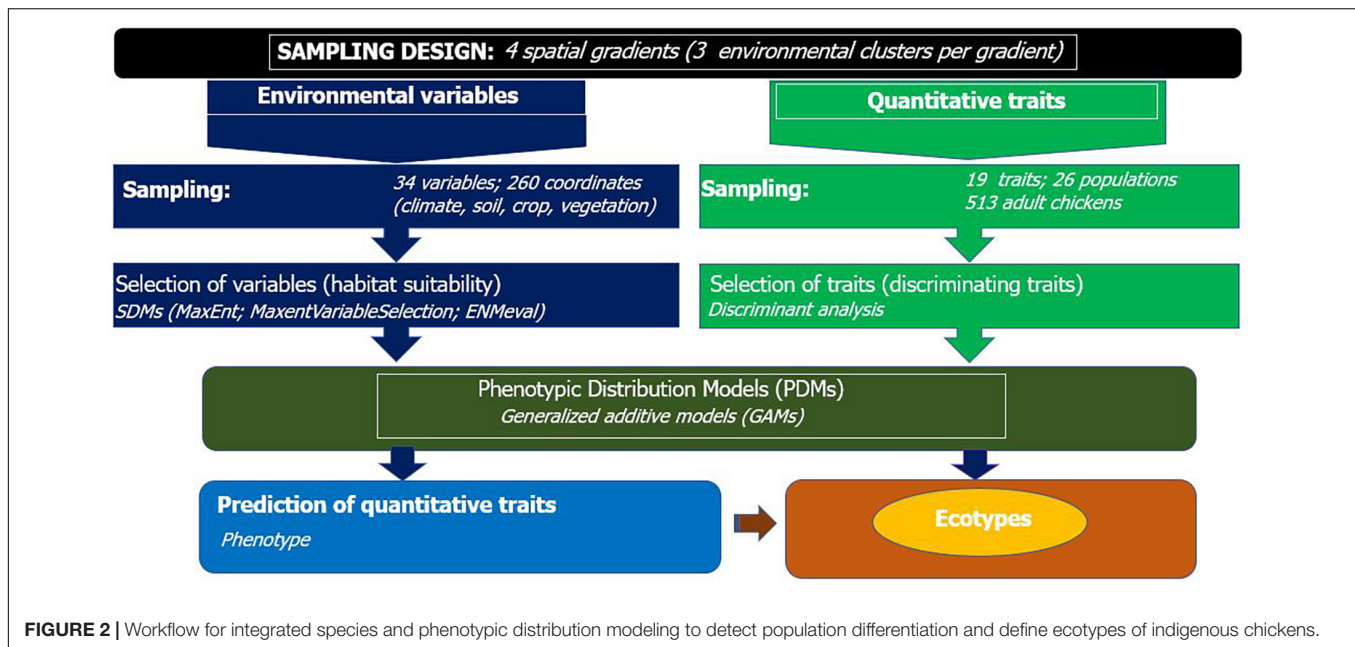 SAMPLING DESIGN: 4 spatial gradients (3 environmental clusters per gradient)
Environmental variables
Quantitative traits
Sampling:
34 variables; 260 coordinates
(climate, soil, crop, vegetation)
Sampling:
19 traits; 26 populations
513 adult chickens
Selection of variables (habitat suitability)
SDMs (MaxEnt; MaxentVariableSelection; ENMeval)
Selection of traits (discriminating traits)
Discriminant analysis
Phenotypic Distribution Models (PDMs)
Generalized additive models (GAMs)
Prediction of quantitative traits
Phenotype
Ecotypes
FIGURE 2 | Workflow for integrated species and phenotypic distribution modeling to detect population differentiation and define ecotypes of indigenous chickens.